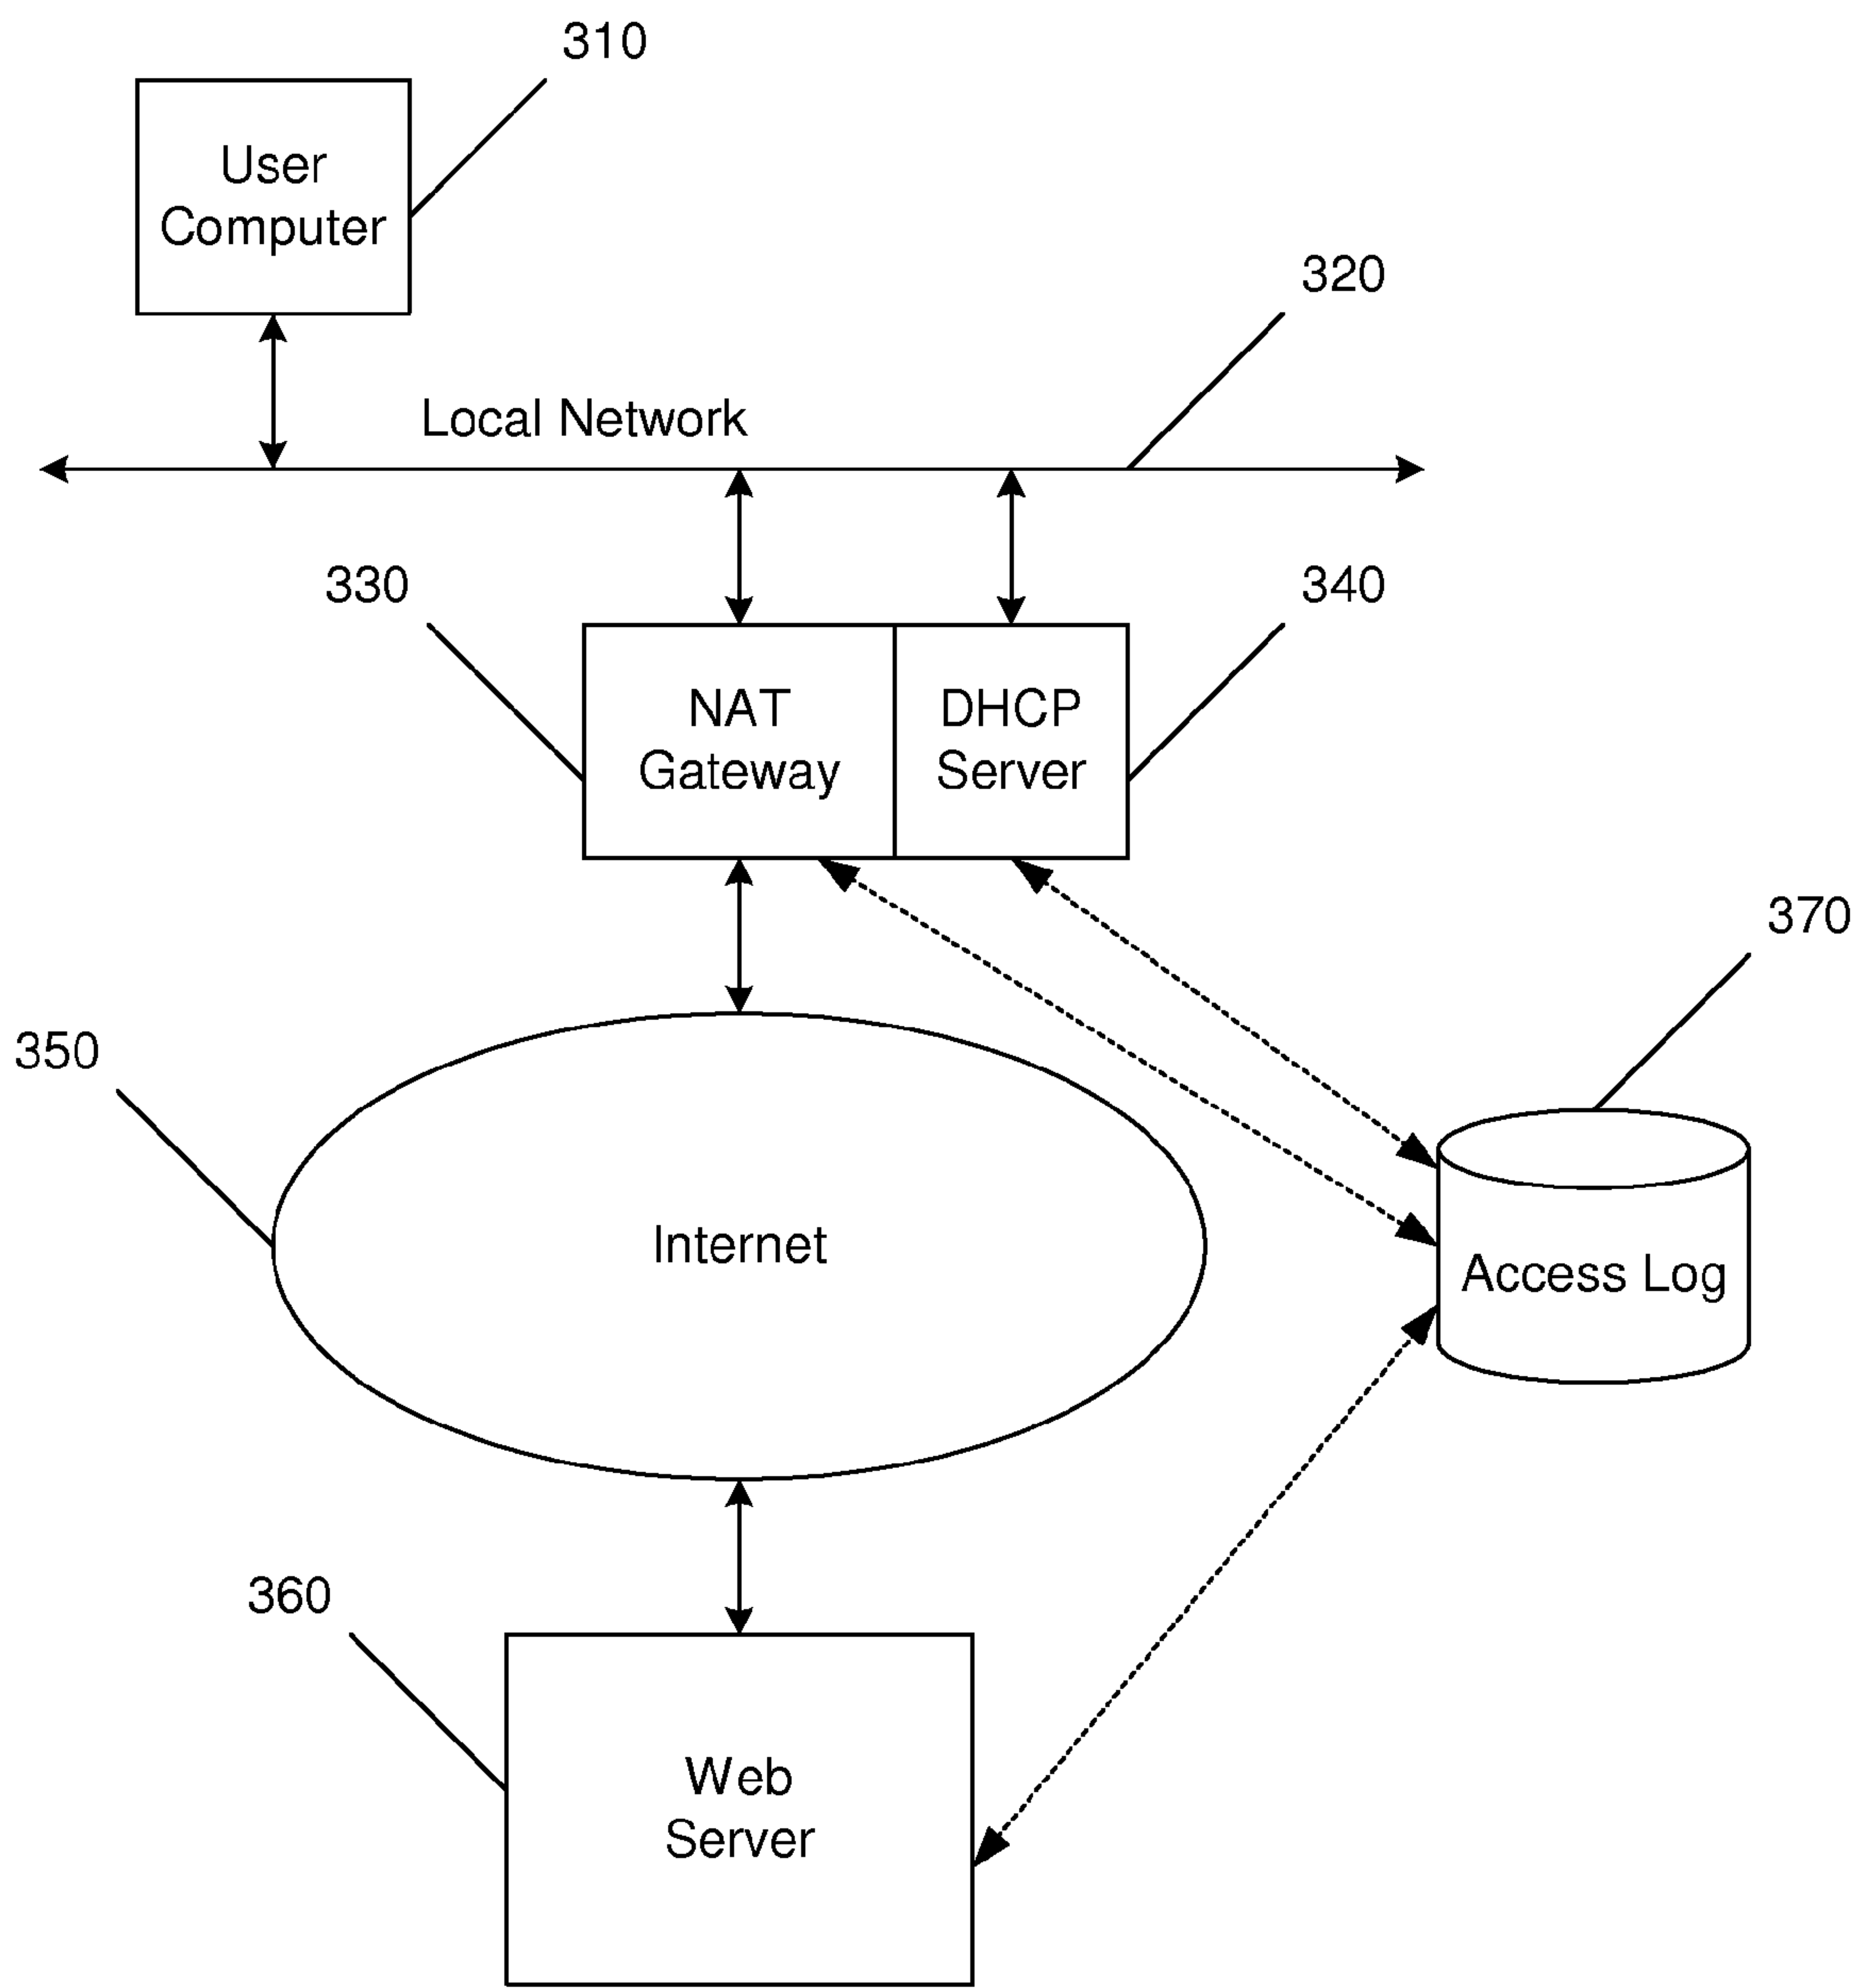 310
User
Computer
320
Local Network
330
340
NAT
Gateway
DHCP
Server
370
350
Internet
Access Log
360
Web
Server